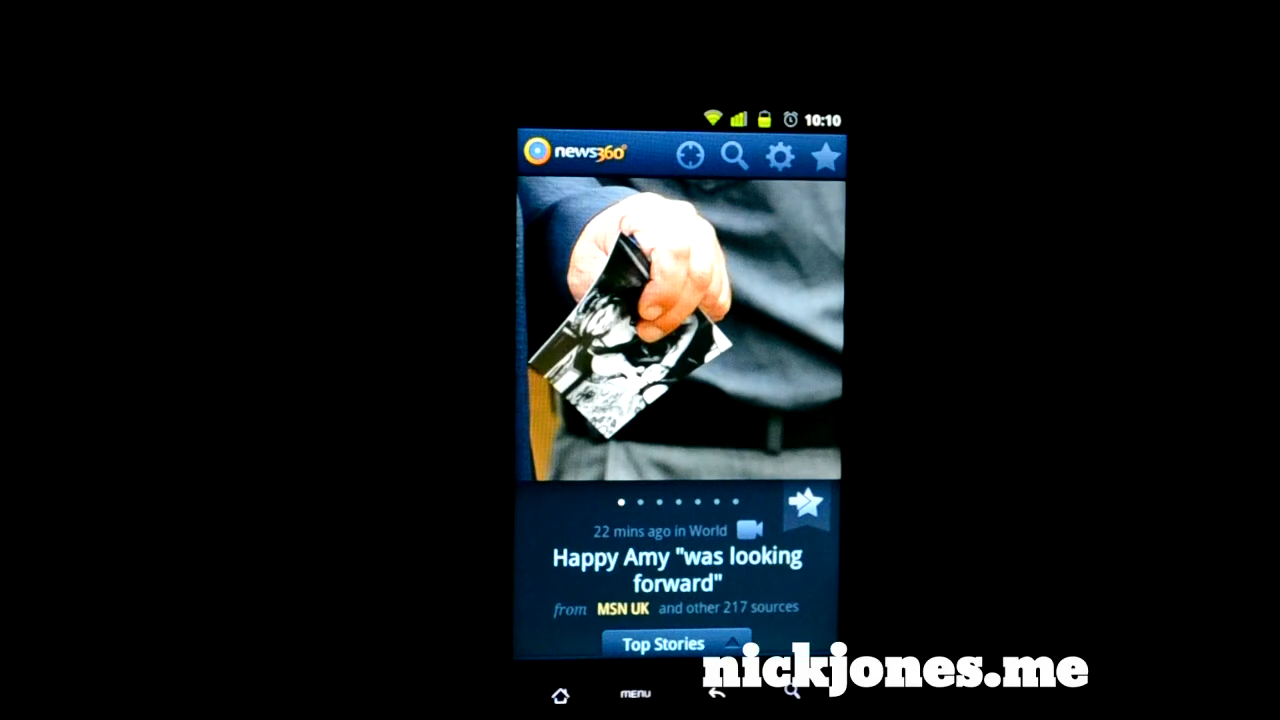 10:10
news360°
22 mins ago in World
Happy Amy "was looking
forward"
from MSN UK and other 217 sources
Top Stories
nickjones.me
MENU